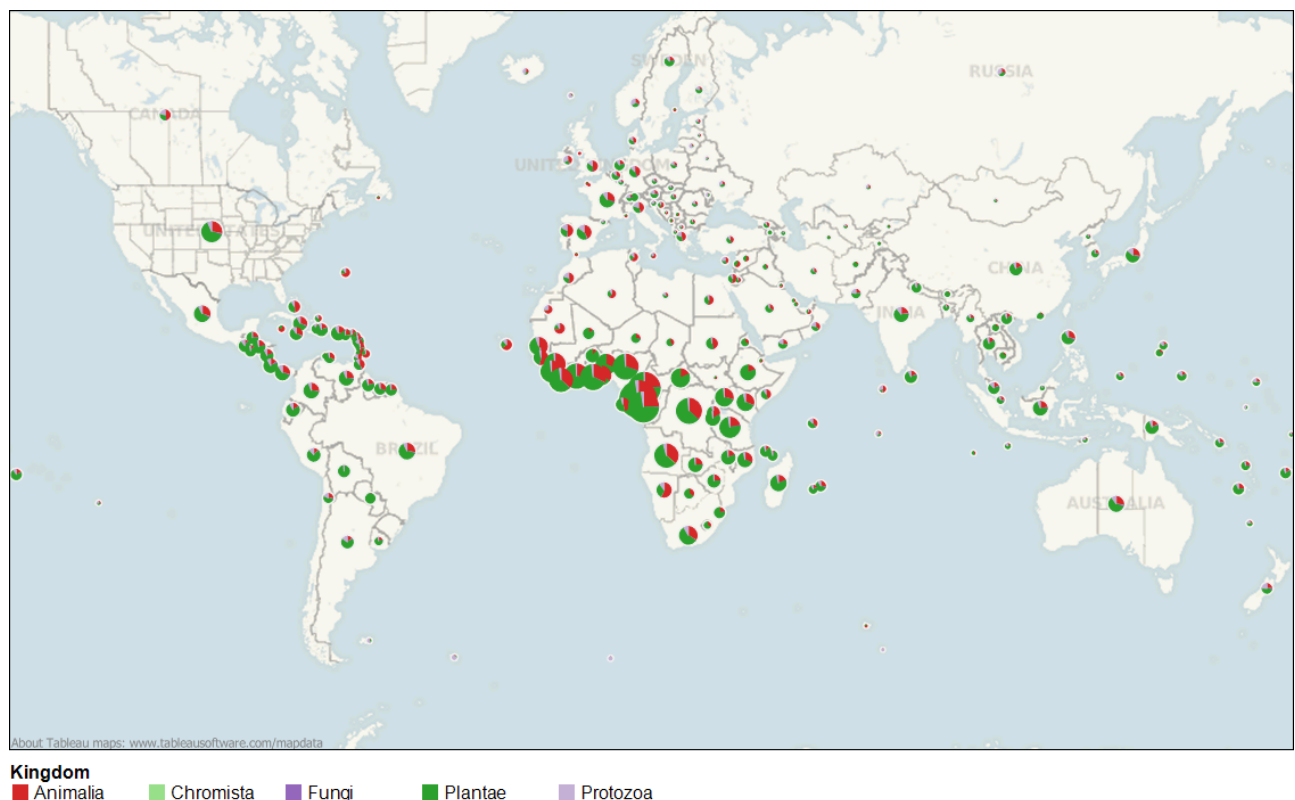 SWEDEN
RUSSIA
CANADA
UNITED KINGDOM
UNITED STATES
CHINA
INDIA
BRAZIL
AUSTRALIA
About Tableau maps: www.tableausoftware.com/mapdata
Kingdom
Animalia Chromista Fungi Plantae Protozoa